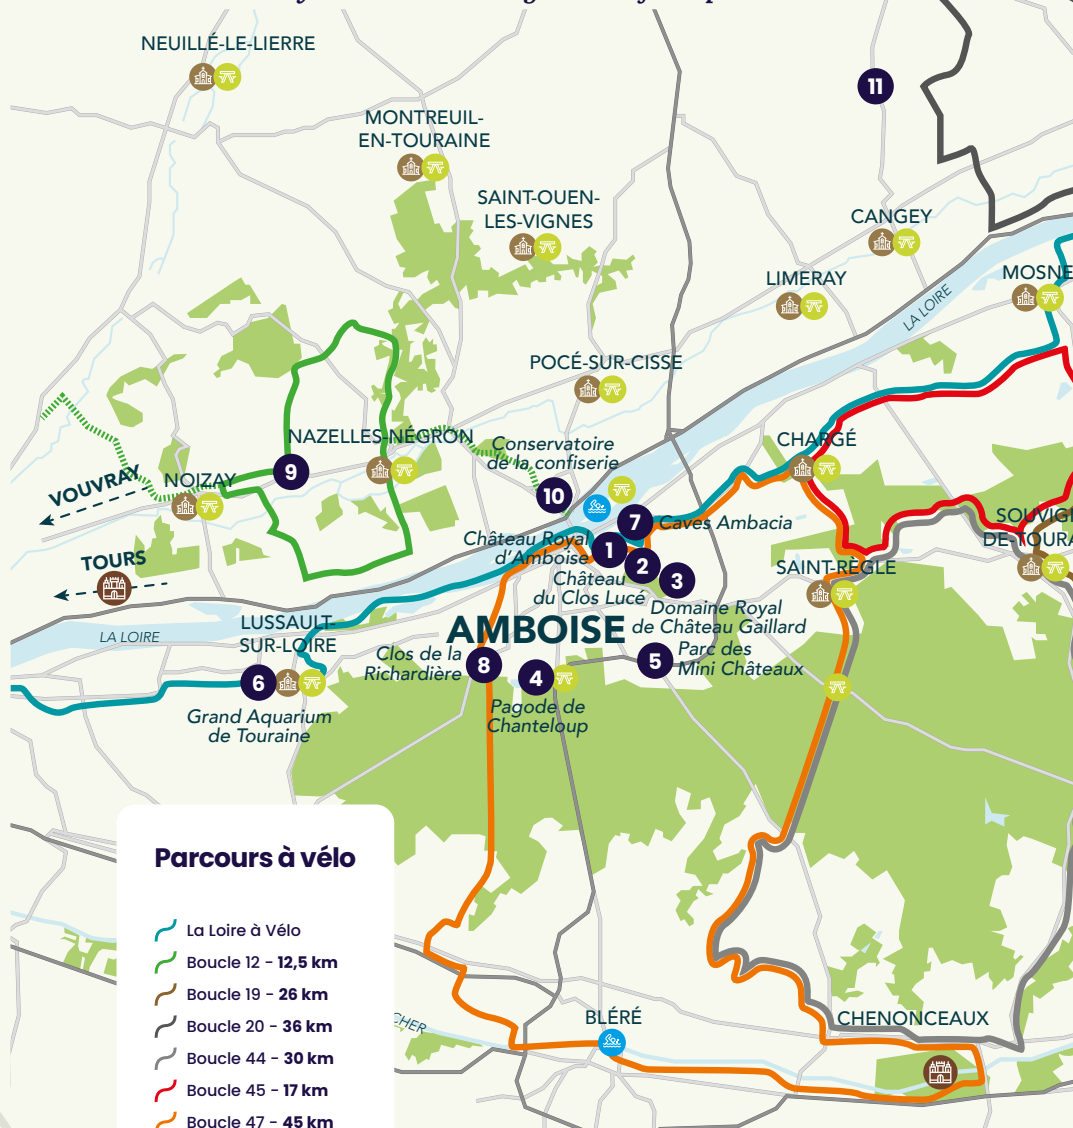 NEUILLÉ-LE-LIERRE
11
MONTREUIL-
EN-TOURAINE
SAINT-OUEN-
LES-VIGNES
CANGEY
LIMERAY
MOSNE
LA LOIRE
POCÉ-SUR-CISSE
NAZELLES-NÉGRON
Conservatoire
de la confiserie
CHARGÉ
VOUVRAY
NOIZAY
9
10
7
Caves Ambacia
SOUVIG
DE-TOURA
Château Royal
d'Amboise
1
2
3
TOURS
Château
du Clos Lucé
SAINT-RÈGLE
Domaine Royal
de Château Gaillard
LA LOIRE
LUSSAULT-
SUR-LOIRE
AMBOISE
Clos de la
Richardière
8
4
5
Parc des
Mini Châteaux
6
Grand Aquarium
de Touraine
Pagode de
Chanteloup
Parcours à vélo
La Loire à Vélo
Boucle 12 - 12,5 km
Boucle 19 - 26 km
Boucle 20 - 36 km
Boucle 44 - 30 km
Boucle 45 - 17 km
Boucle 47 - 45 km
CHER
BLÉRÉ
CHENONCEAUX